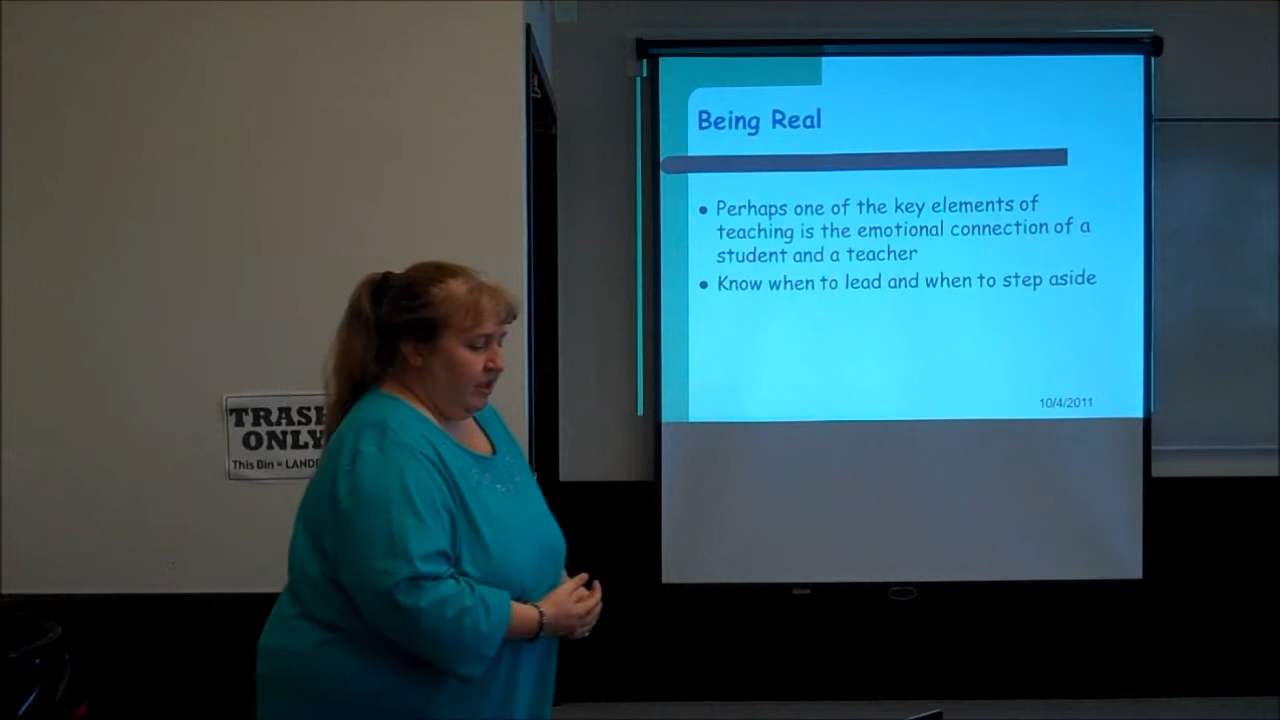 Being Real
• Perhaps one of the key elements of
teaching is the emotional connection of a
student and a teacher
• Know when to lead and when to step aside
10/4/2011
TRASH
ONLY
This Bin = LANDF